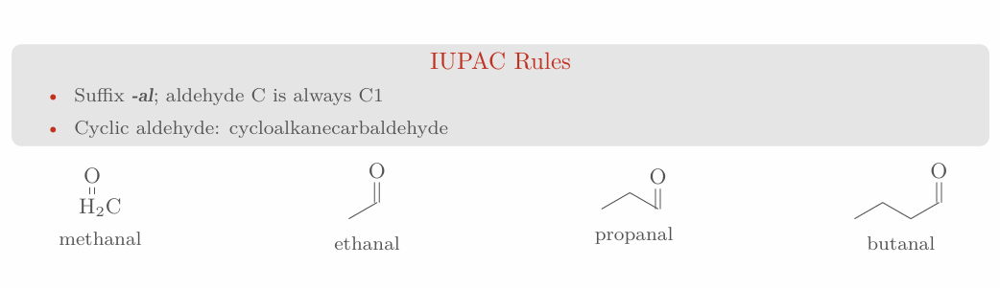 IUPAC Rules
• Suffix -al; aldehyde C is always C1
• Cyclic aldehyde: cycloalkanecarbaldehyde
O O O O
H₂C
methanal ethanal propanal butanal